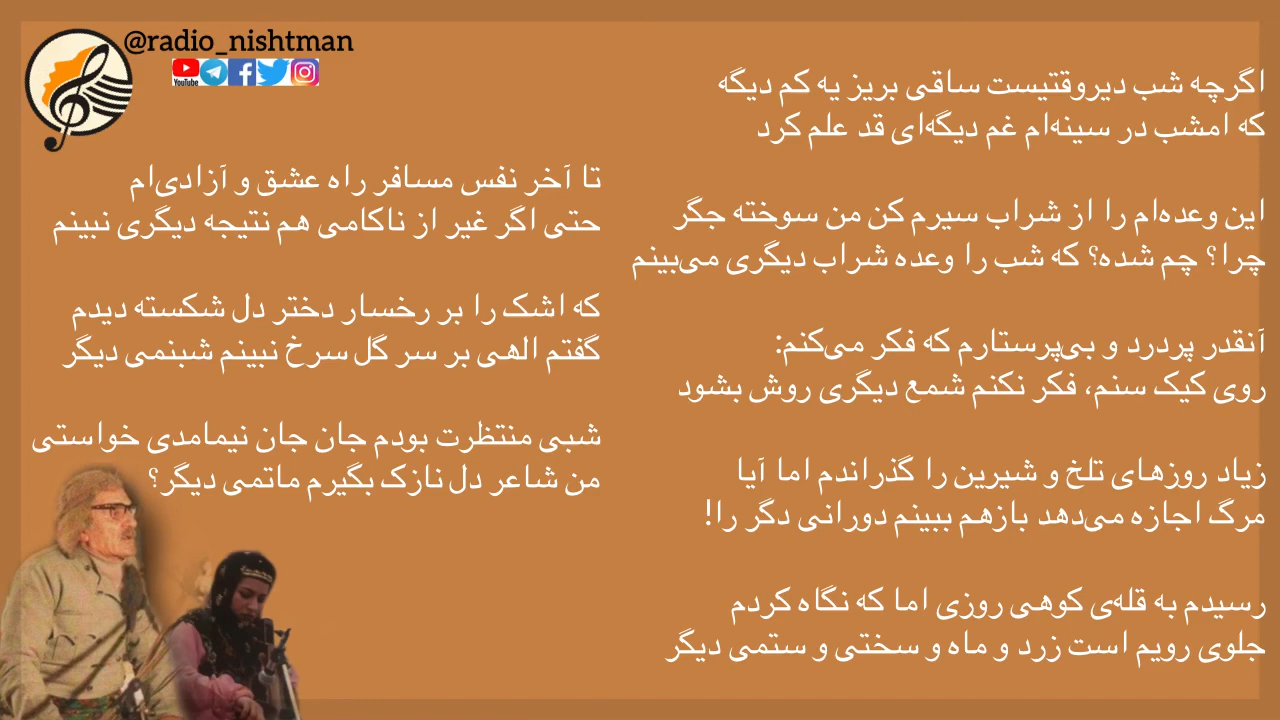 @radio_nishtman
YouTube
اگرچه شب دیروقتیست ساقی بریز یه کم دیگه
که امشب در سینه‌ام غم دیگه‌ای قد علم کرد
این وعده‌ام را از شراب سیرم کن من سوخته جگر
چرا؟ چم شده؟ که شب را وعده شراب دیگری می‌بینم
آنقدر پردرد و بی‌پرستارم که فکر می‌کنم:
روی کیک سنم، فکر نکنم شمع دیگری روش بشود
زیاد روزهای تلخ و شیرین را گذراندم اما آیا
مرگ اجازه می‌دهد بازهم ببینم دورانی دگر را!
رسیدم به قله‌ی کوهی روزی اما که نگاه کردم
جلوی رویم است زرد و ماه و سختی و ستمی دیگر
تا آخر نفس مسافر راه عشق و آزادی‌ام
حتی اگر غیر از ناکامی هم نتیجه دیگری نبینم
که اشک را بر رخسار دختر دل شکسته دیدم
گفتم الهی بر سر گل سرخ نبینم شبنمی دیگر
شبی منتظرت بودم جان جان نیمامدی خواستی
من شاعر دل نازک بگیرم ماتمی دیگر؟